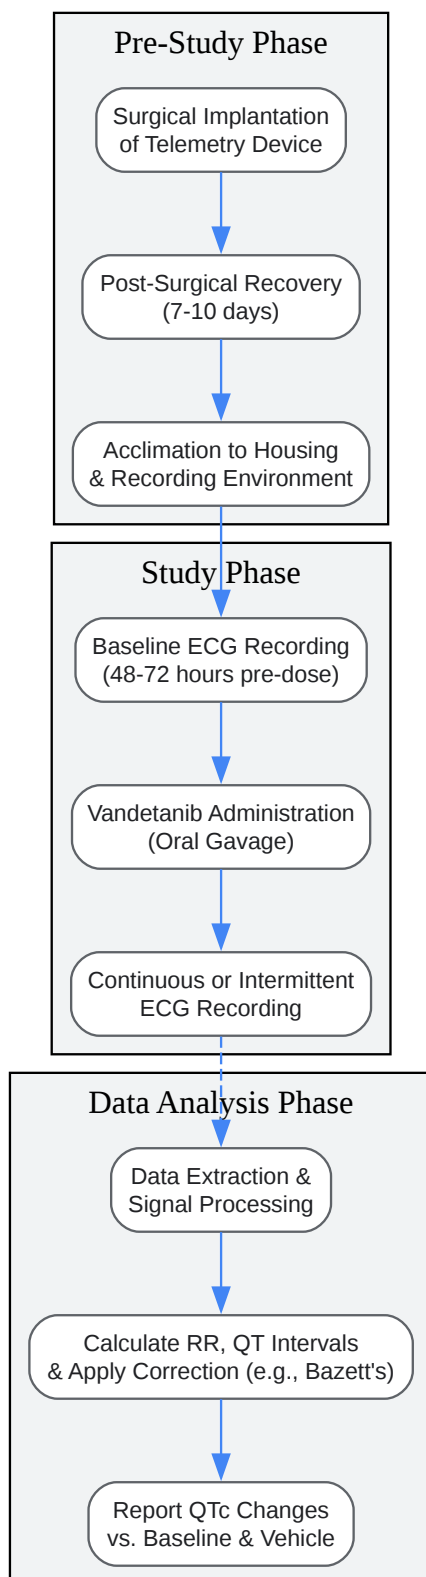 Pre-Study Phase
Surgical Implantation
of Telemetry Device
Post-Surgical Recovery
(7-10 days)
Acclimation to Housing
& Recording Environment
Study Phase
Baseline ECG Recording
(48-72 hours pre-dose)
Vandetanib Administration
(Oral Gavage)
Continuous or Intermittent
ECG Recording
Data Analysis Phase
Data Extraction &
Signal Processing
Calculate RR, QT Intervals
& Apply Correction (e.g., Bazett's)
Report QTc Changes
vs. Baseline & Vehicle